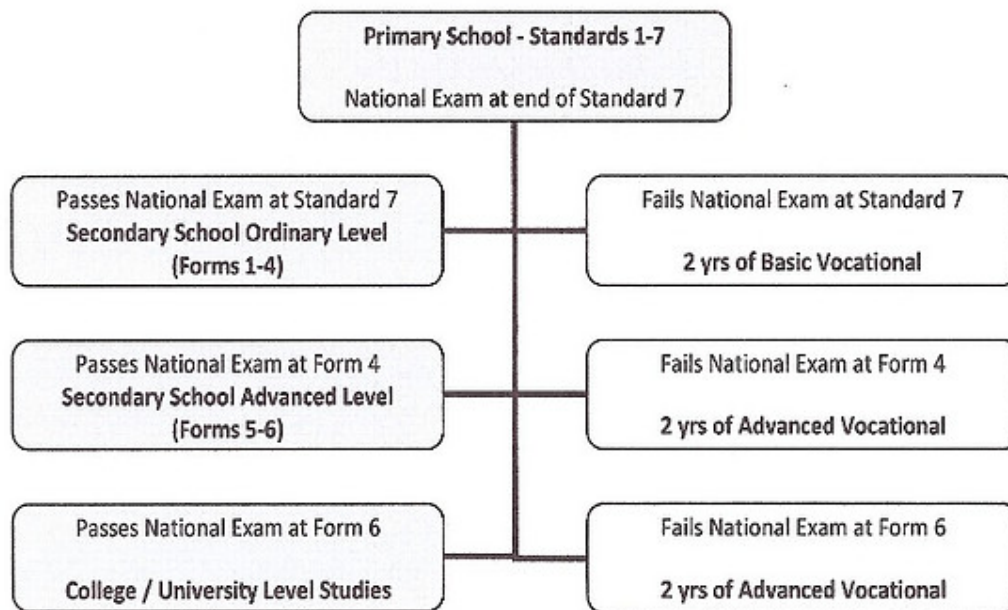 Primary School - Standards 1-7
National Exam at end of Standard 7
Passes National Exam at Standard 7
Secondary School Ordinary Level
(Forms 1-4)
Fails National Exam at Standard 7
2 yrs of Basic Vocational
Passes National Exam at Form 4
Secondary School Advanced Level
(Forms 5-6)
Fails National Exam at Form 4
2 yrs of Advanced Vocational
Passes National Exam at Form 6
College / University Level Studies
Fails National Exam at Form 6
2 yrs of Advanced Vocational